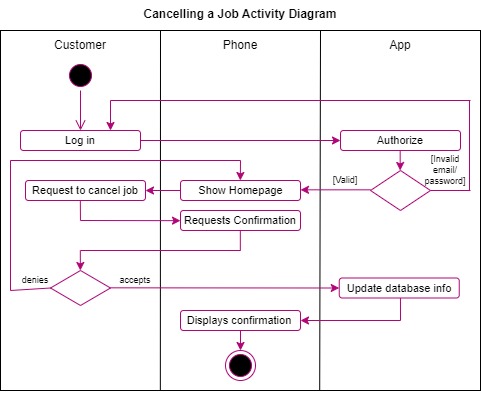 Cancelling a Job Activity Diagram
Customer
Phone
App
Log in
Authorize
[Invalid
email/
password]
[Valid]
Request to cancel job
Show Homepage
Requests Confirmation
denies
accepts
Update database info
Displays confirmation